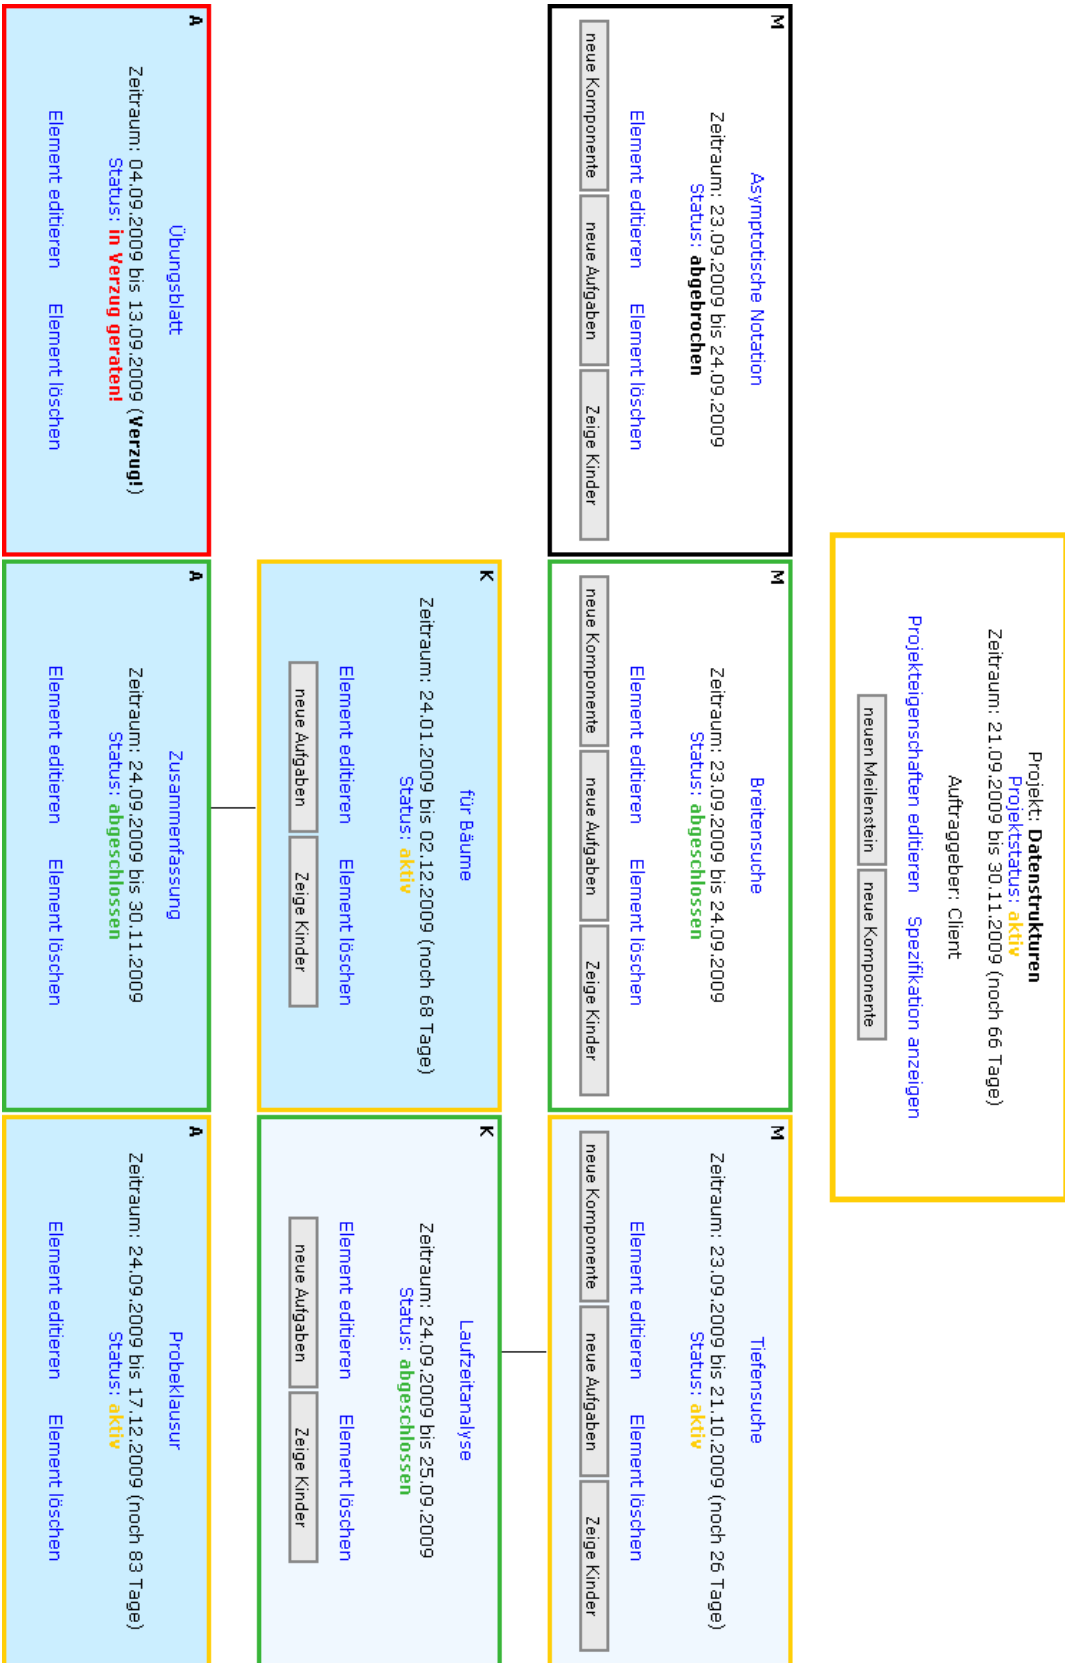 Projekt: Datenstrukturen
Projektstatus: aktiv
Zeitraum: 21.09.2009 bis 30.11.2009 (noch 66 Tage)
Auftraggeber: Client
Projekteigenschaften editieren Spezifikation anzeigen
neuen Meilenstein neue Komponente
M
Asymptotische Notation
Zeitraum: 23.09.2009 bis 24.09.2009
Status: abgebrochen
Element editieren Element löschen
neue Komponente neue Aufgaben Zeige Kinder
M
Breitensuche
Zeitraum: 23.09.2009 bis 24.09.2009
Status: abgeschlossen
Element editieren Element löschen
neue Komponente neue Aufgaben Zeige Kinder
M
Tiefensuche
Zeitraum: 23.09.2009 bis 21.10.2009 (noch 26 Tage)
Status: aktiv
Element editieren Element löschen
neue Komponente neue Aufgaben Zeige Kinder
K
für Bäume
Zeitraum: 24.01.2009 bis 02.12.2009 (noch 68 Tage)
Status: aktiv
Element editieren Element löschen
neue Aufgaben Zeige Kinder
K
Laufzeitanalyse
Zeitraum: 24.09.2009 bis 25.09.2009
Status: abgeschlossen
Element editieren Element löschen
neue Aufgaben Zeige Kinder
A
Übungsblatt
Zeitraum: 04.09.2009 bis 13.09.2009 (Verzug!)
Status: in Verzug geraten!
Element editieren Element löschen
A
Zusammenfassung
Zeitraum: 24.09.2009 bis 30.11.2009
Status: abgeschlossen
Element editieren Element löschen
A
Probeklausur
Zeitraum: 24.09.2009 bis 17.12.2009 (noch 83 Tage)
Status: aktiv
Element editieren Element löschen